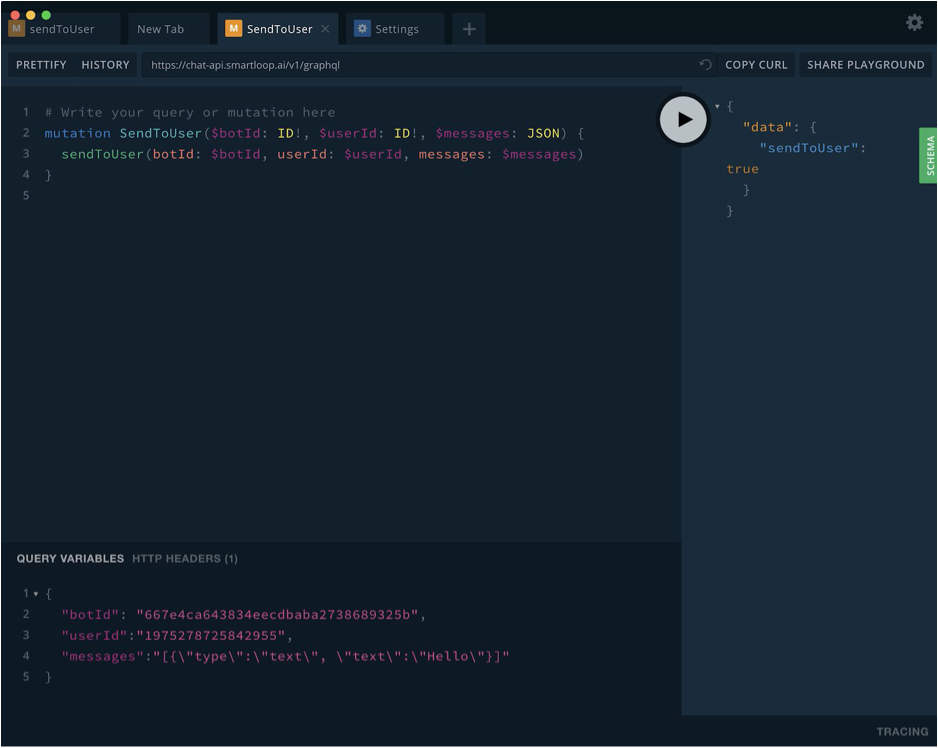 M sendToUser New Tab M SendToUser Settings
PRETTIFY HISTORY https://chat-api.smartloop.ai/v1/graphql COPY CURL SHARE PLAYGROUND
1 # Write your query or mutation here
2 mutation SendToUser($botId: ID!, $userId: ID!, $messages: JSON) {
3 sendToUser(botId: $botId, userId: $userId, messages: $messages)
4 }
5
{
"data": {
"sendToUser":
true
}
}
SCHEMA
QUERY VARIABLES HTTP HEADERS (1)
1 {
2 "botId": "667e4ca643834eecdbaba2738689325b",
3 "userId":"1975278725842955",
4 "messages":"[{\"type\":\"text\", \"text\":\"Hello\"}]"
5 }
TRACING